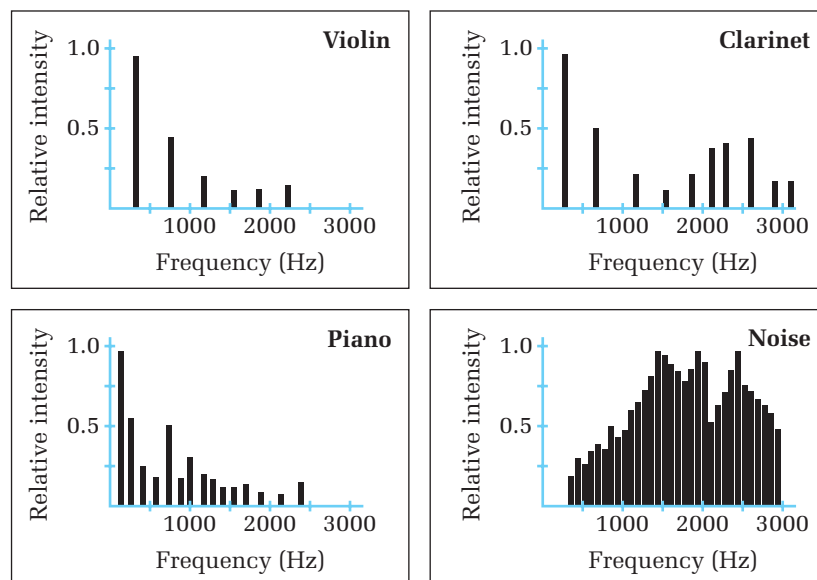 Violin
Relative intensity
1.0
0.5
1000 2000 3000
Frequency (Hz)
Clarinet
Relative intensity
1.0
0.5
1000 2000 3000
Frequency (Hz)
Piano
Relative intensity
1.0
0.5
1000 2000 3000
Frequency (Hz)
Noise
Relative intensity
1.0
0.5
1000 2000 3000
Frequency (Hz)